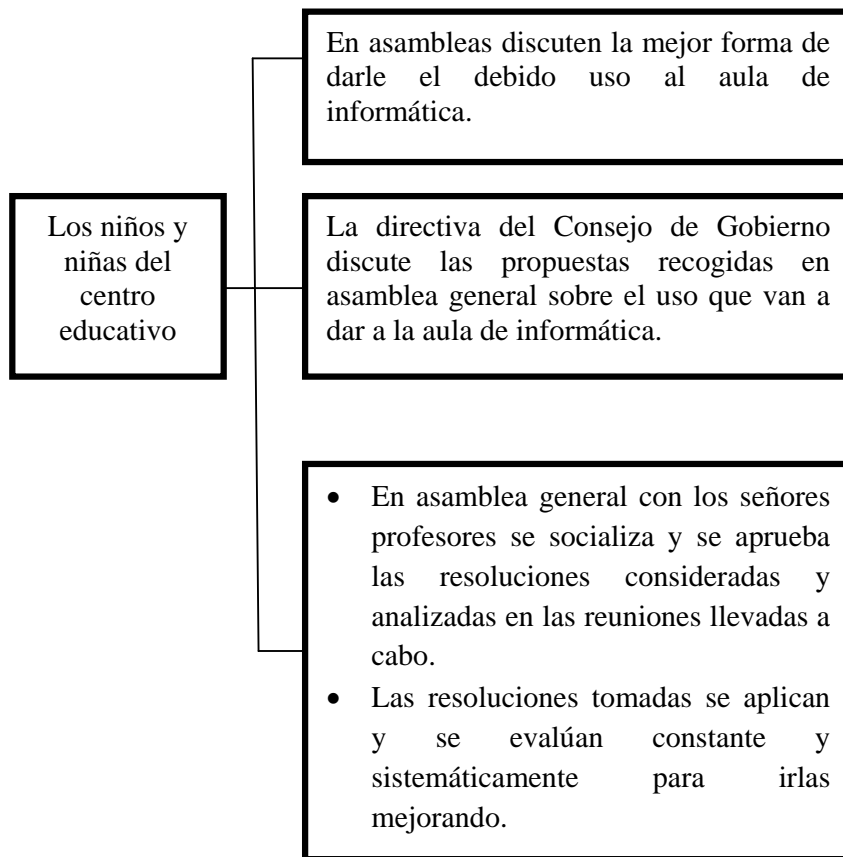 En asambleas discuten la mejor forma de
darle el debido uso al aula de
informática.
Los niños y
niñas del
centro
educativo
La directiva del Consejo de Gobierno
discute las propuestas recogidas en
asamblea general sobre el uso que van a
dar a la aula de informática.
• En asamblea general con los señores
profesores se socializa y se aprueba
las resoluciones consideradas y
analizadas en las reuniones llevadas a
cabo.
• Las resoluciones tomadas se aplican
y se evalúan constante y
sistemáticamente para irlas
mejorando.